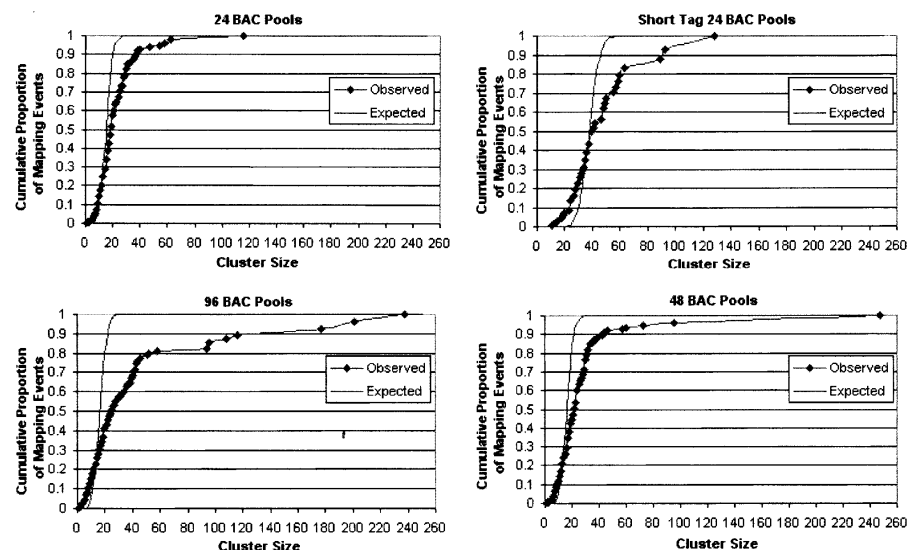 24 BAC Pools
Cumulative Proportion
of Mapping Events
1
0.9
0.8
0.7
0.6
0.5
0.4
0.3
0.2
0.1
0
0 20 40 60 80 100 120 140 160 180 200 220 240 260
Cluster Size
Observed
Expected
Short Tag 24 BAC Pools
Cumulative Proportion
of Mapping Events
1
0.9
0.8
0.7
0.6
0.5
0.4
0.3
0.2
0.1
0
0 20 40 60 80 100 120 140 160 180 200 220 240 260
Cluster Size
Observed
Expected
96 BAC Pools
Cumulative Proportion
of Mapping Events
1
0.9
0.8
0.7
0.6
0.5
0.4
0.3
0.2
0.1
0
0 20 40 60 80 100 120 140 160 180 200 220 240 260
Cluster Size
Observed
Expected
48 BAC Pools
Cumulative Proportion
of Mapping Events
1
0.9
0.8
0.7
0.6
0.5
0.4
0.3
0.2
0.1
0
0 20 40 60 80 100 120 140 160 180 200 220 240 260
Cluster Size
Observed
Expected